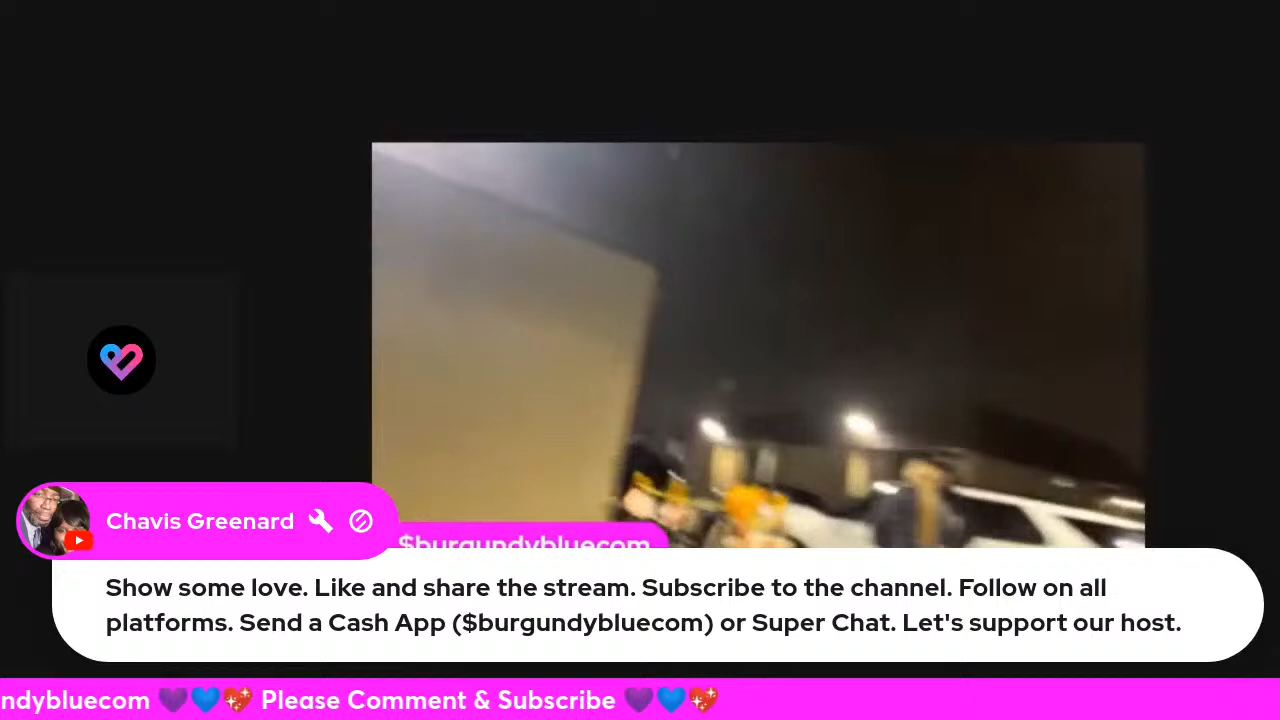 Chavis Greenard
$burgundybluecom
Show some love. Like and share the stream. Subscribe to the channel. Follow on all
platforms. Send a Cash App ($burgundybluecom) or Super Chat. Let's support our host.
ndybluecom 💜💙💖 Please Comment & Subscribe 💜💙💖